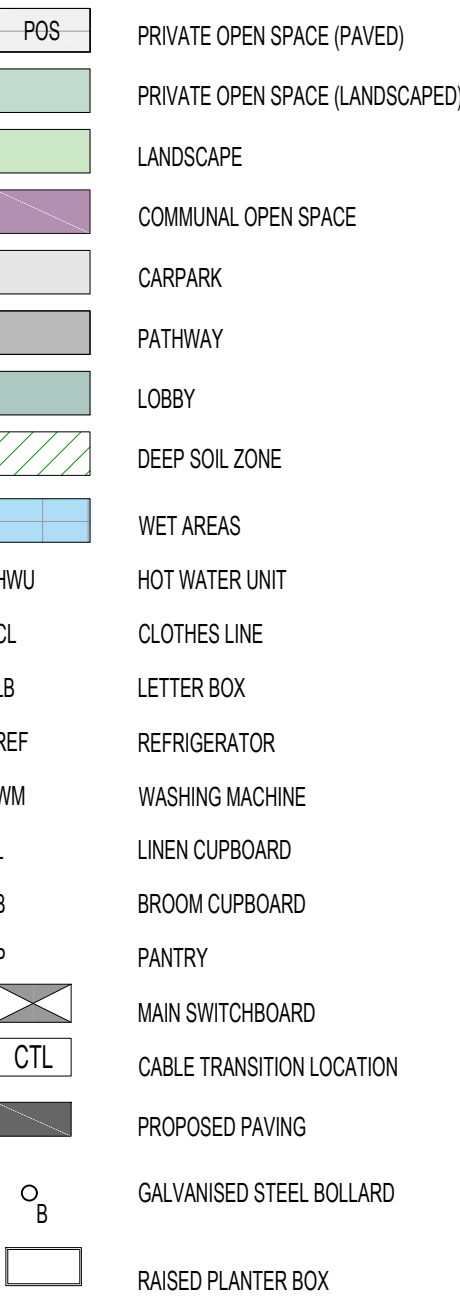 POS PRIVATE OPEN SPACE (PAVED)
PRIVATE OPEN SPACE (LANDSCAPED)
LANDSCAPE
COMMUNAL OPEN SPACE
CARPARK
PATHWAY
LOBBY
DEEP SOIL ZONE
WET AREAS
HWU HOT WATER UNIT
CL CLOTHES LINE
LB LETTER BOX
REF REFRIGERATOR
WM WASHING MACHINE
L LINEN CUPBOARD
B BROOM CUPBOARD
P PANTRY
MAIN SWITCHBOARD
CTL CABLE TRANSITION LOCATION
PROPOSED PAVING
B GALVANISED STEEL BOLLARD
RAISED PLANTER BOX